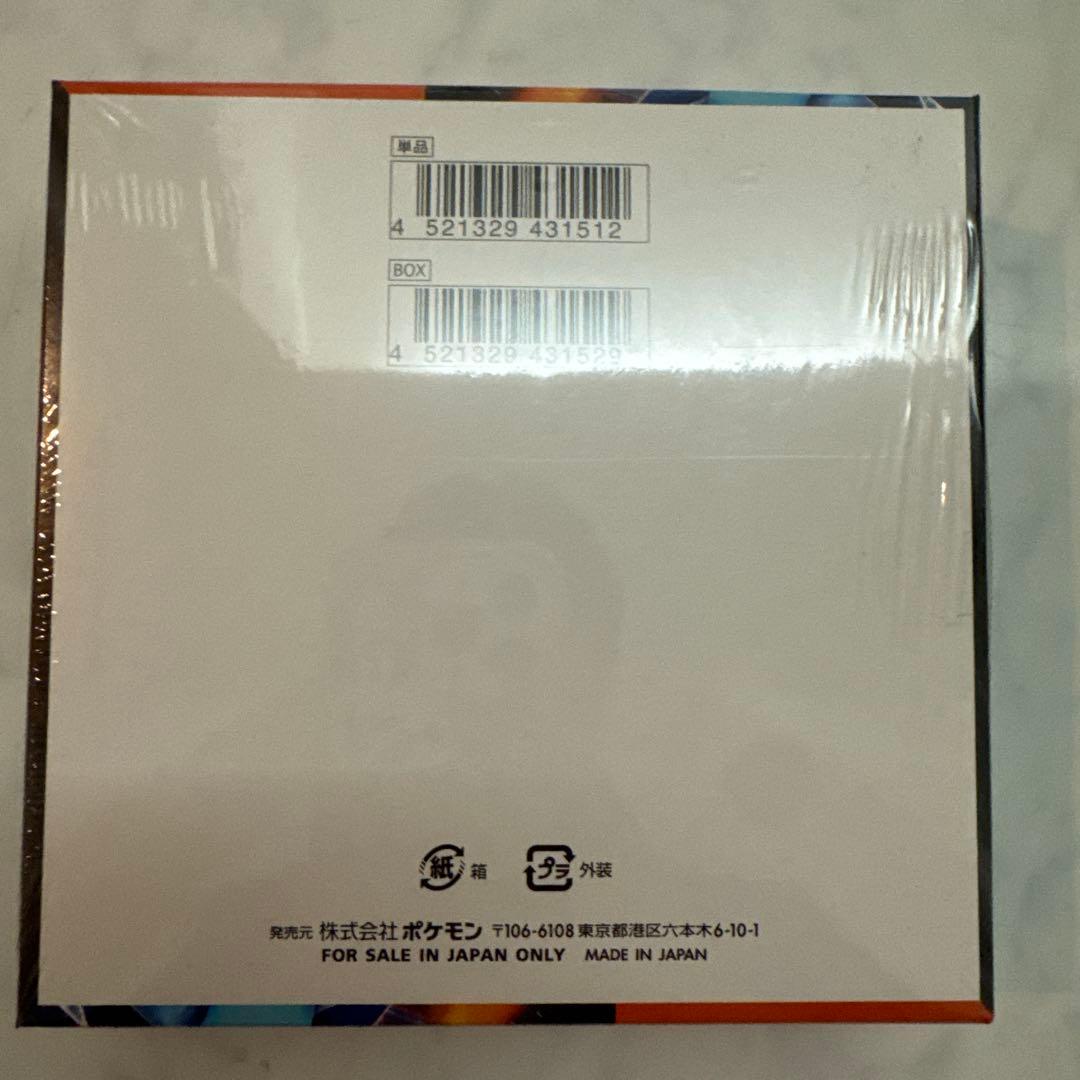 単品
4 521329 431512
BOX
4 521329 431529
紙 箱 プラ 外装
発売元 株式会社ポケモン 〒106-6108 東京都港区六本木6-10-1
FOR SALE IN JAPAN ONLY MADE IN JAPAN